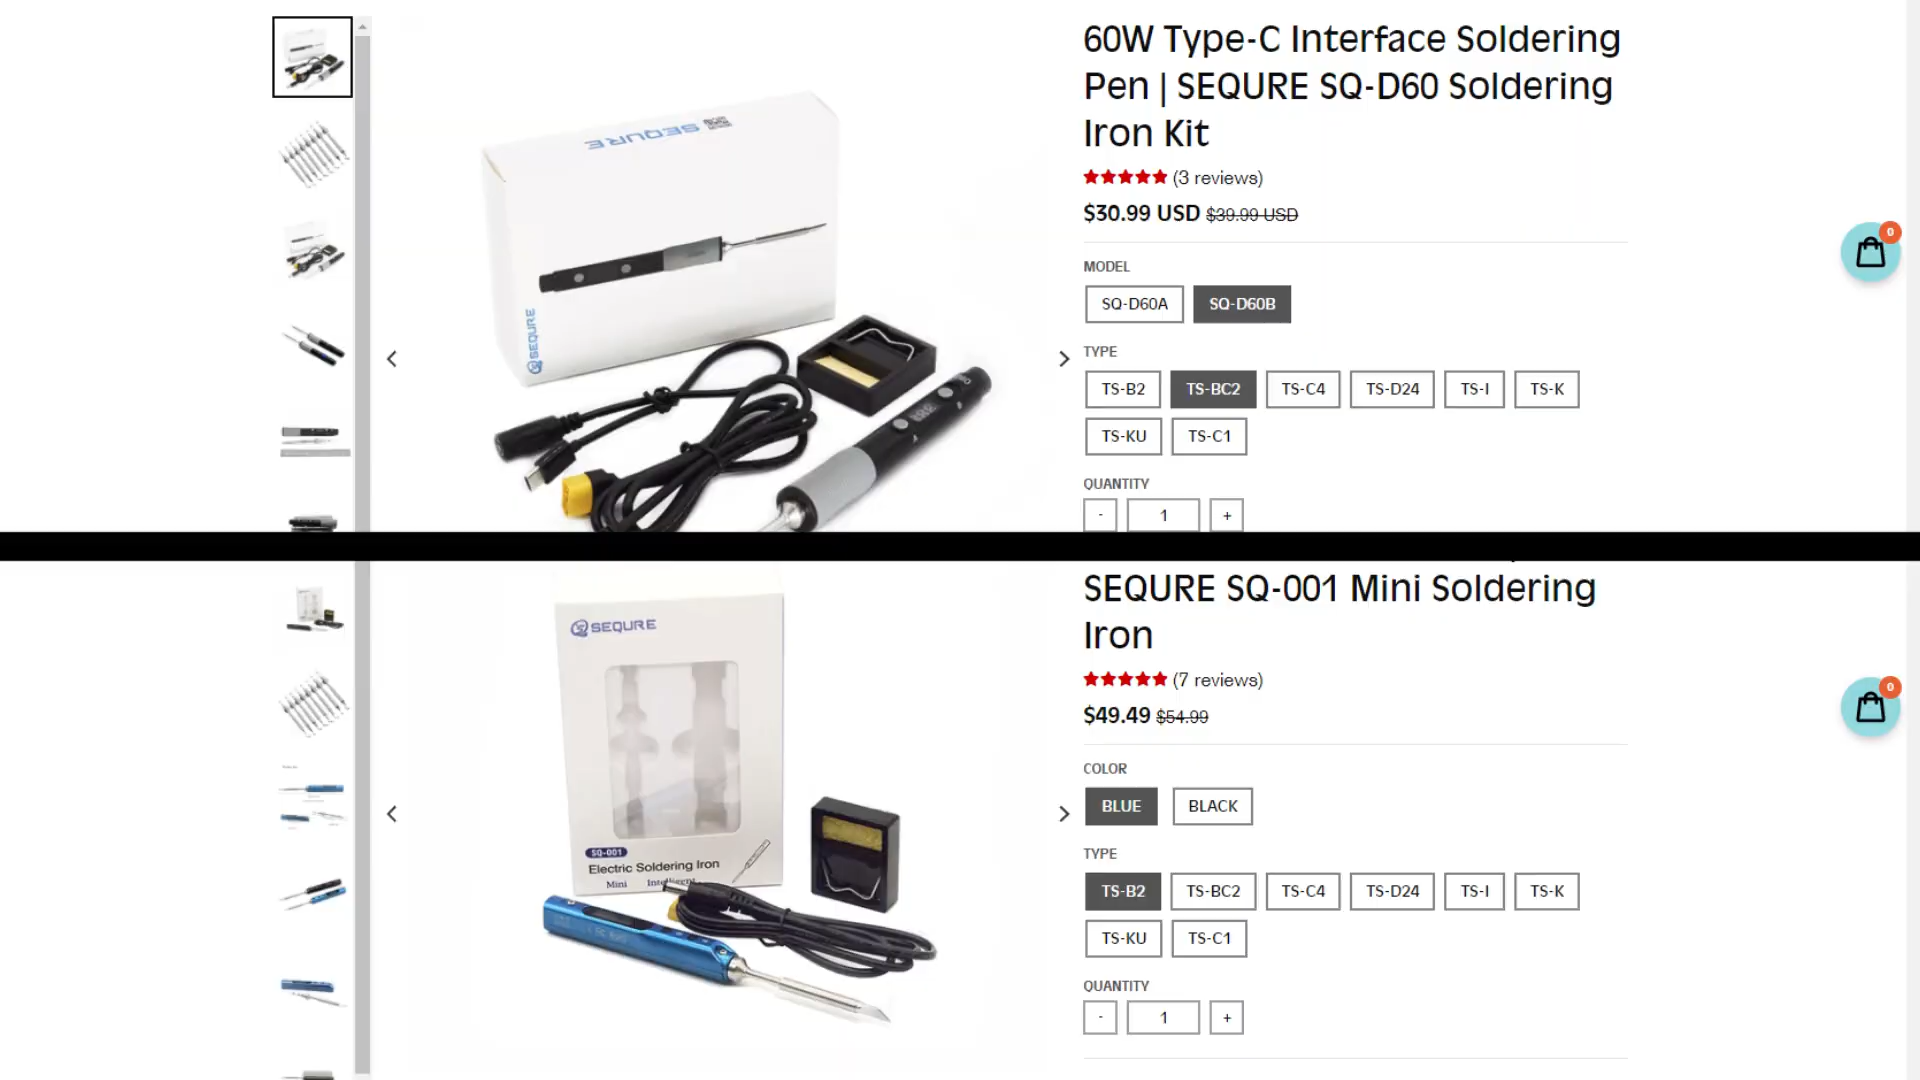 60W Type-C Interface Soldering
Pen | SEQURE SQ-D60 Soldering
Iron Kit
(3 reviews)
$30.99 USD $39.99 USD
MODEL
SQ-D60A SQ-D60B
TYPE
TS-B2 TS-BC2 TS-C4 TS-D24 TS-I TS-K
TS-KU TS-C1
QUANTITY
- 1 +
0
SEQURE
SEQURE
SEQURE SQ-001 Mini Soldering
Iron
(7 reviews)
$49.49 $54.99
COLOR
BLUE BLACK
TYPE
TS-B2 TS-BC2 TS-C4 TS-D24 TS-I TS-K
TS-KU TS-C1
QUANTITY
- 1 +
0
SEQURE
SQ-001
Electric Soldering Iron
Mini Intelligent